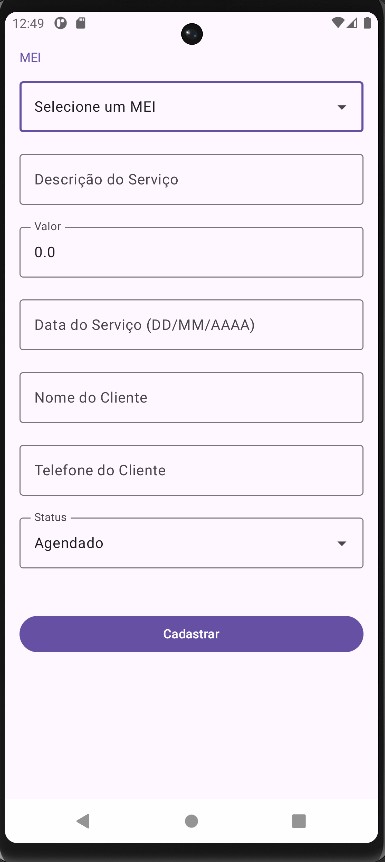 12:49
MEI
Selecione um MEI
Descrição do Serviço
Valor
0.0
Data do Serviço (DD/MM/AAAA)
Nome do Cliente
Telefone do Cliente
Status
Agendado
Cadastrar